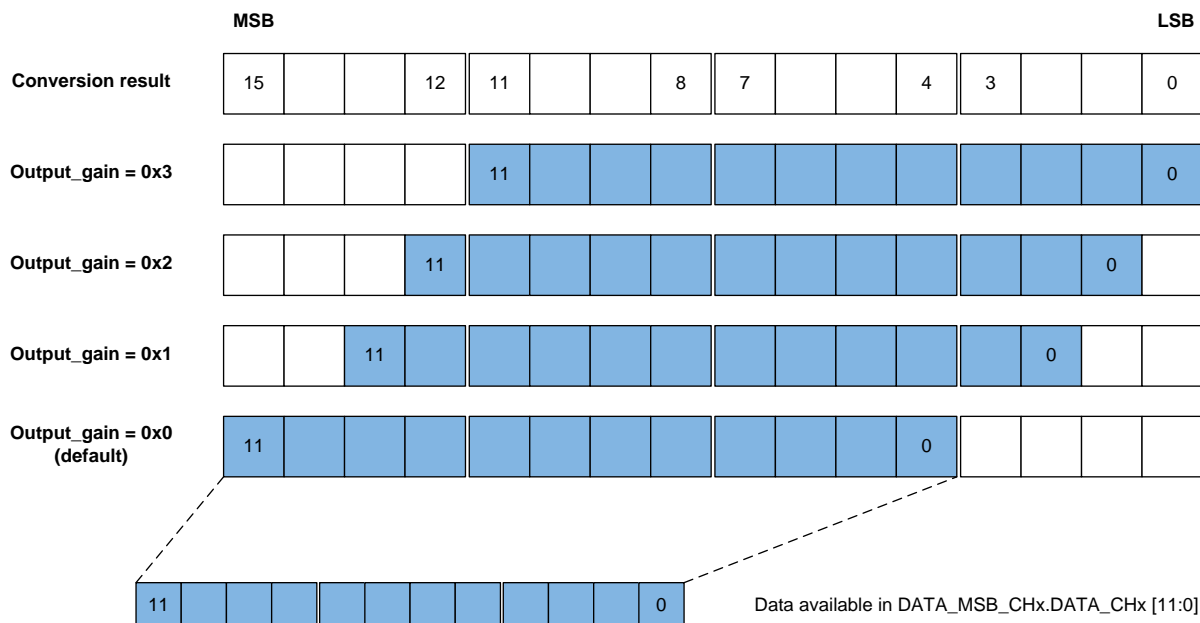 MSB LSB
Conversion result 15 12 11 8 7 4 3 0
Output_gain = 0x3 11 0
Output_gain = 0x2 11 0
Output_gain = 0x1 11 0
Output_gain = 0x0
(default) 11 0
11 0 Data available in DATA_MSB_CHx.DATA_CHx [11:0]